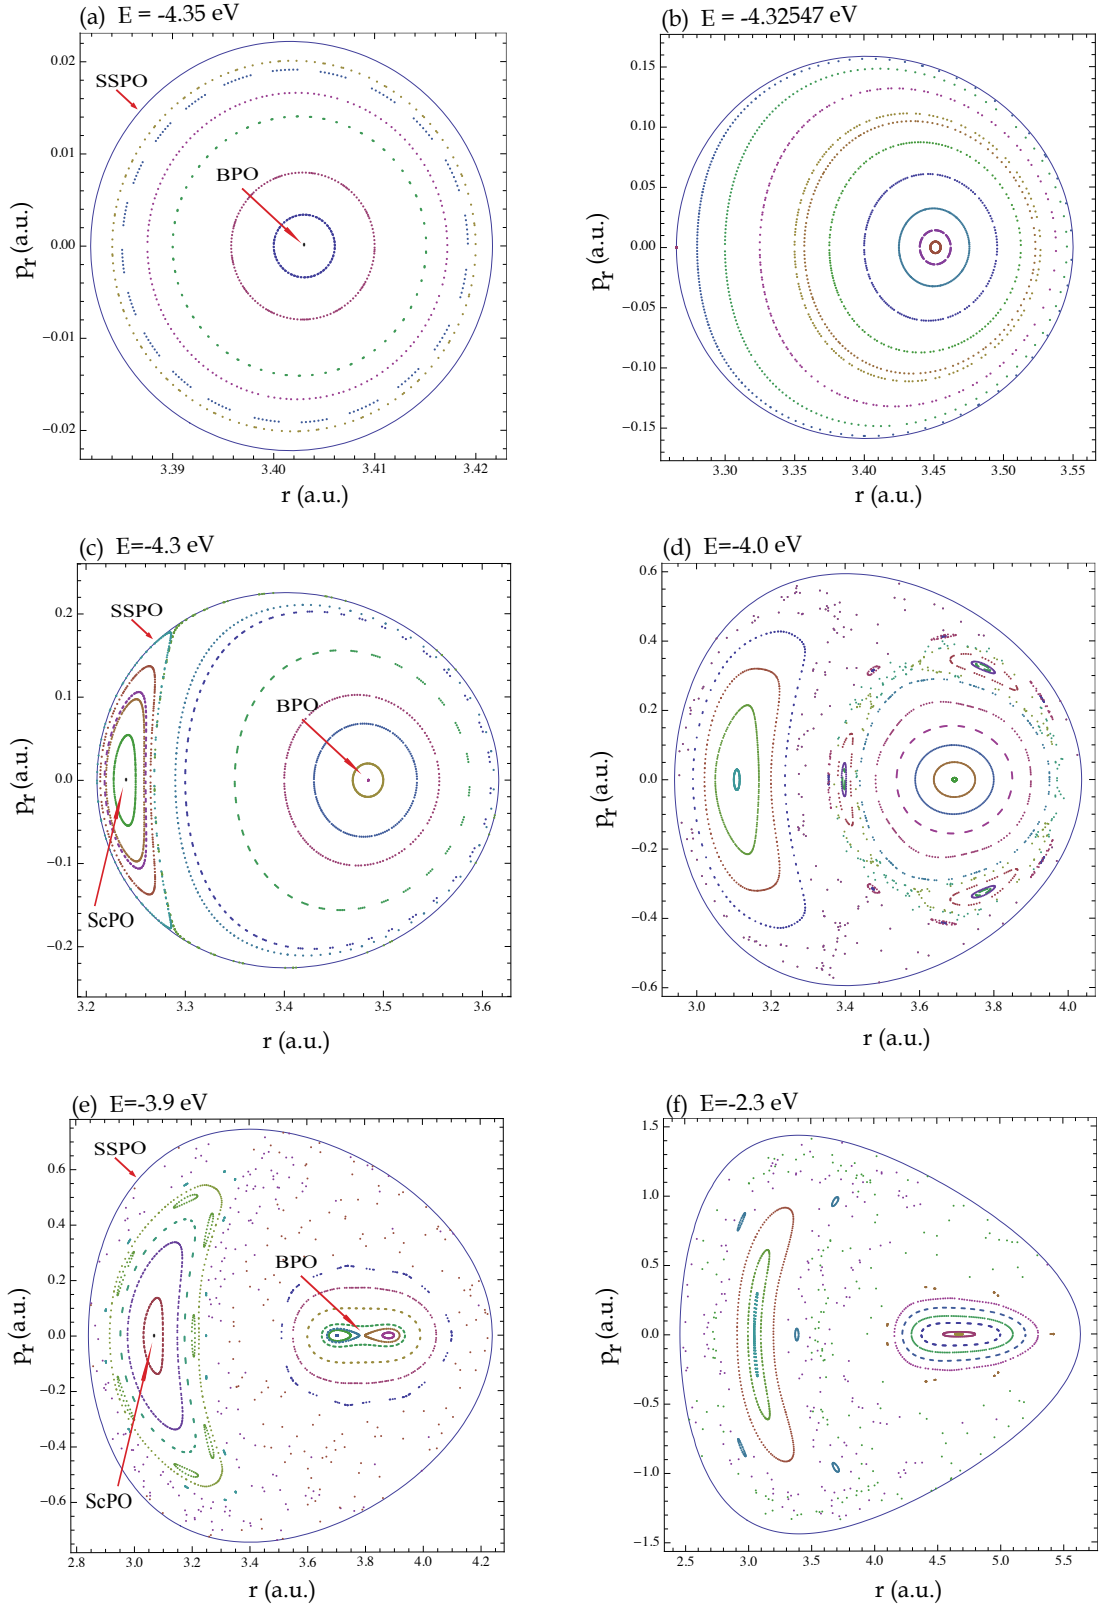 (a) E = -4.35 eV
SSPO
BPO
0.02
0.01
0.00
−0.01
−0.02
3.39 3.40 3.41 3.42
pr (a.u.)
r (a.u.)
(b) E = -4.32547 eV
0.15
0.10
0.05
0.00
−0.05
−0.10
−0.15
3.30 3.35 3.40 3.45 3.50 3.55
pr (a.u.)
r (a.u.)
(c) E=-4.3 eV
SSPO
BPO
ScPO
0.2
0.1
0.0
−0.1
−0.2
3.2 3.3 3.4 3.5 3.6
pr (a.u.)
r (a.u.)
(d) E=-4.0 eV
0.6
0.4
0.2
0.0
−0.2
−0.4
−0.6
3.0 3.2 3.4 3.6 3.8 4.0
pr (a.u.)
r (a.u.)
(e) E=-3.9 eV
SSPO
BPO
ScPO
0.6
0.4
0.2
0.0
−0.2
−0.4
−0.6
2.8 3.0 3.2 3.4 3.6 3.8 4.0 4.2
pr (a.u.)
r (a.u.)
(f) E=-2.3 eV
1.5
1.0
0.5
0.0
−0.5
−1.0
−1.5
2.5 3.0 3.5 4.0 4.5 5.0 5.5
pr (a.u.)
r (a.u.)